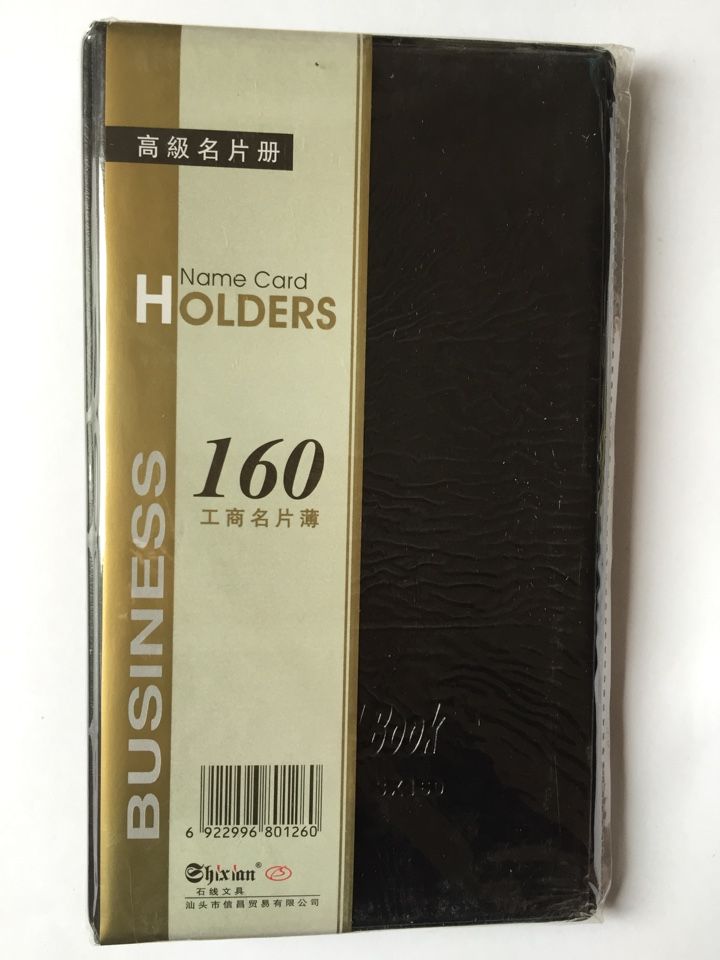 高級名片册
Name Card
HOLDERS
160
工商名片薄
BUSINESS
Book
6 922996 801260
Shixian®
石线文具
汕头市信昌贸易有限公司